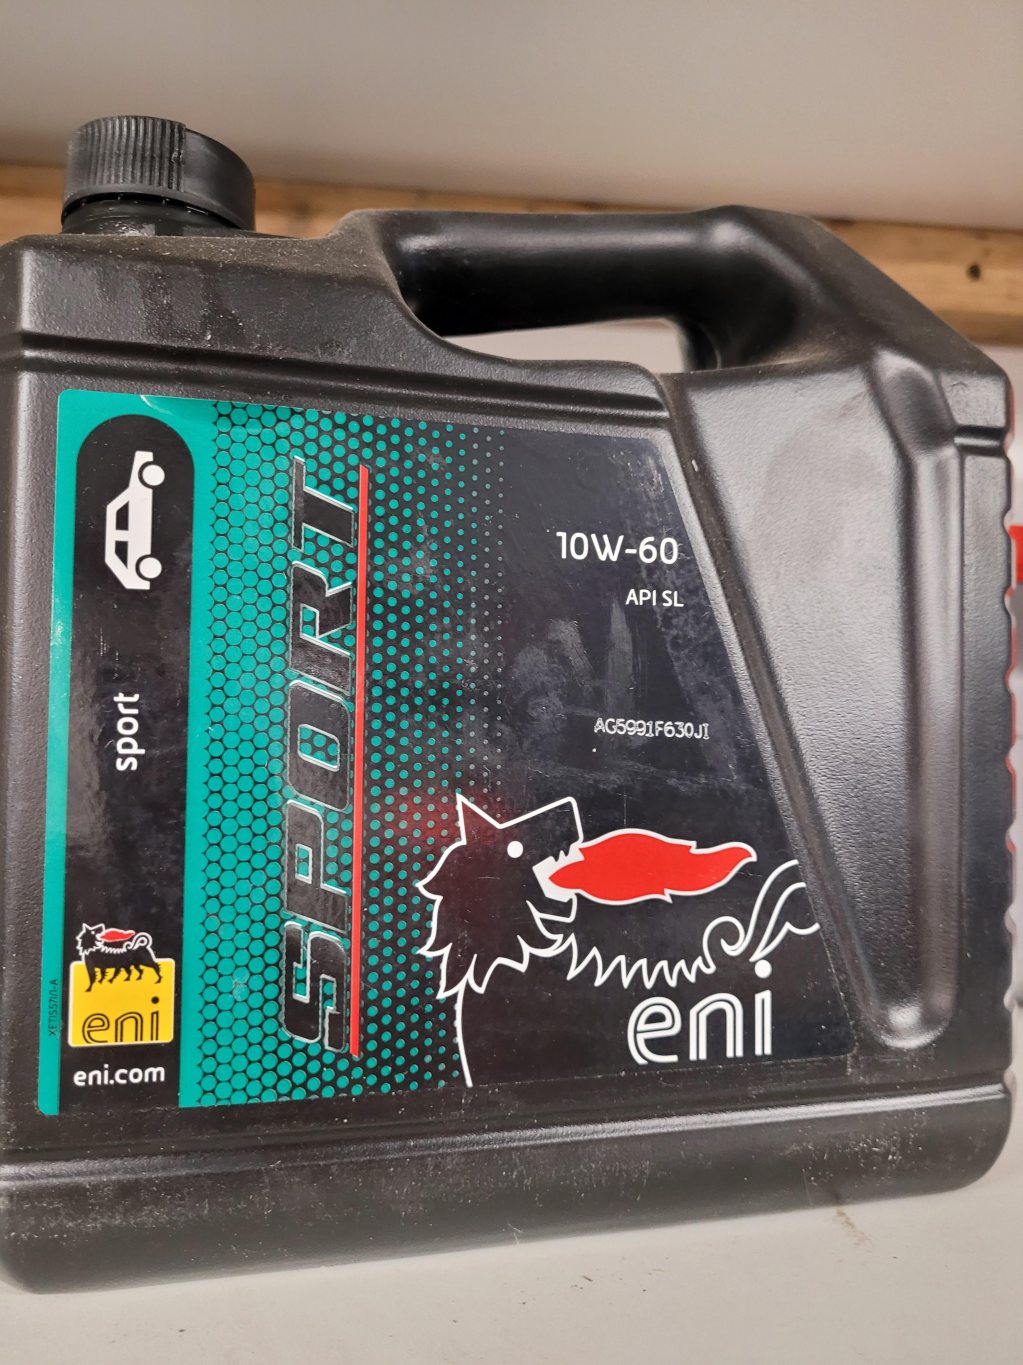 sport
SPORT
10W-60
API SL
AG5991F630JI
eni
eni
eni.com